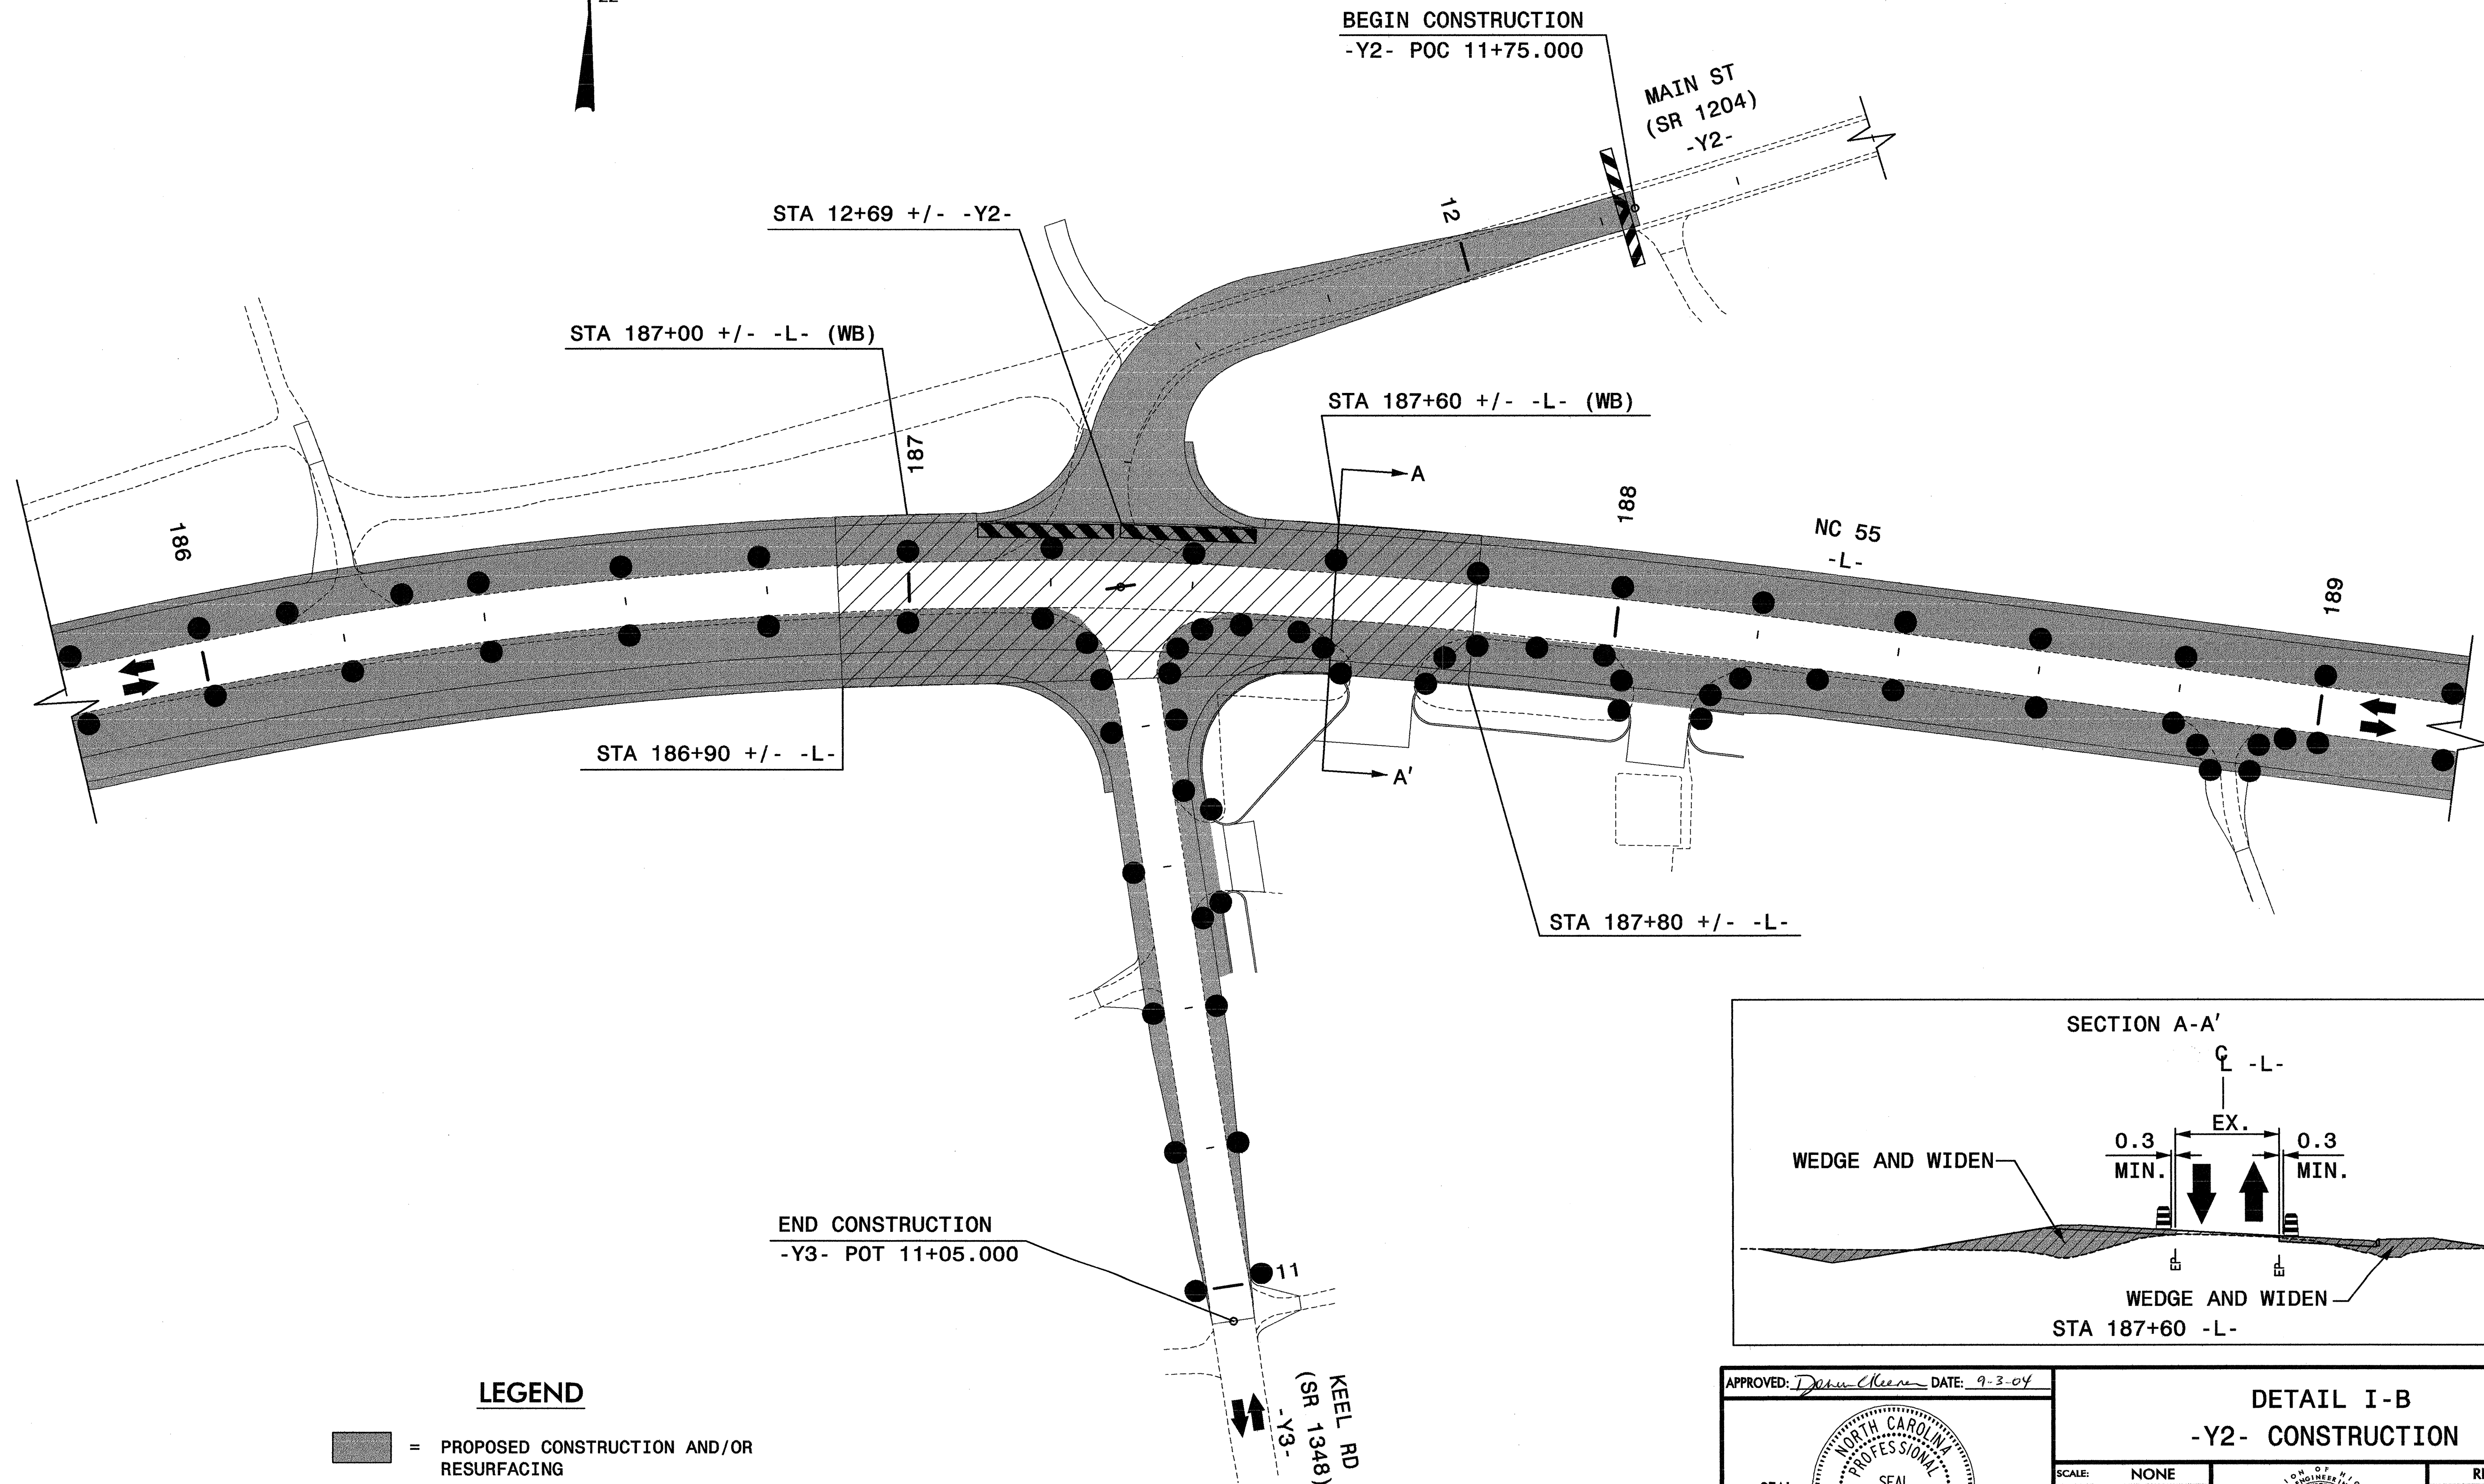 22
BEGIN CONSTRUCTION
-Y2- POC 11+75.000
MAIN ST
(SR 1204)
-Y2-
STA 12+69 +/- -Y2-
12
STA 187+00 +/- -L- (WB)
STA 187+60 +/- -L- (WB)
187
A
186
188
NC 55
-L-
189
STA 186+90 +/- -L-
A'
STA 187+80 +/- -L-
SECTION A-A'
CL -L-
EX.
0.3
MIN.
0.3
MIN.
WEDGE AND WIDEN
EP
EP
WEDGE AND WIDEN
STA 187+60 -L-
END CONSTRUCTION
-Y3- POT 11+05.000
11
KEEL RD
(SR 1348)
-Y3-
LEGEND
= PROPOSED CONSTRUCTION AND/OR
RESURFACING
APPROVED: DATE: 9-3-04
NORTH CAROLINA
PROFESSIONAL
SEAL
DETAIL I-B
-Y2- CONSTRUCTION
SCALE: NONE